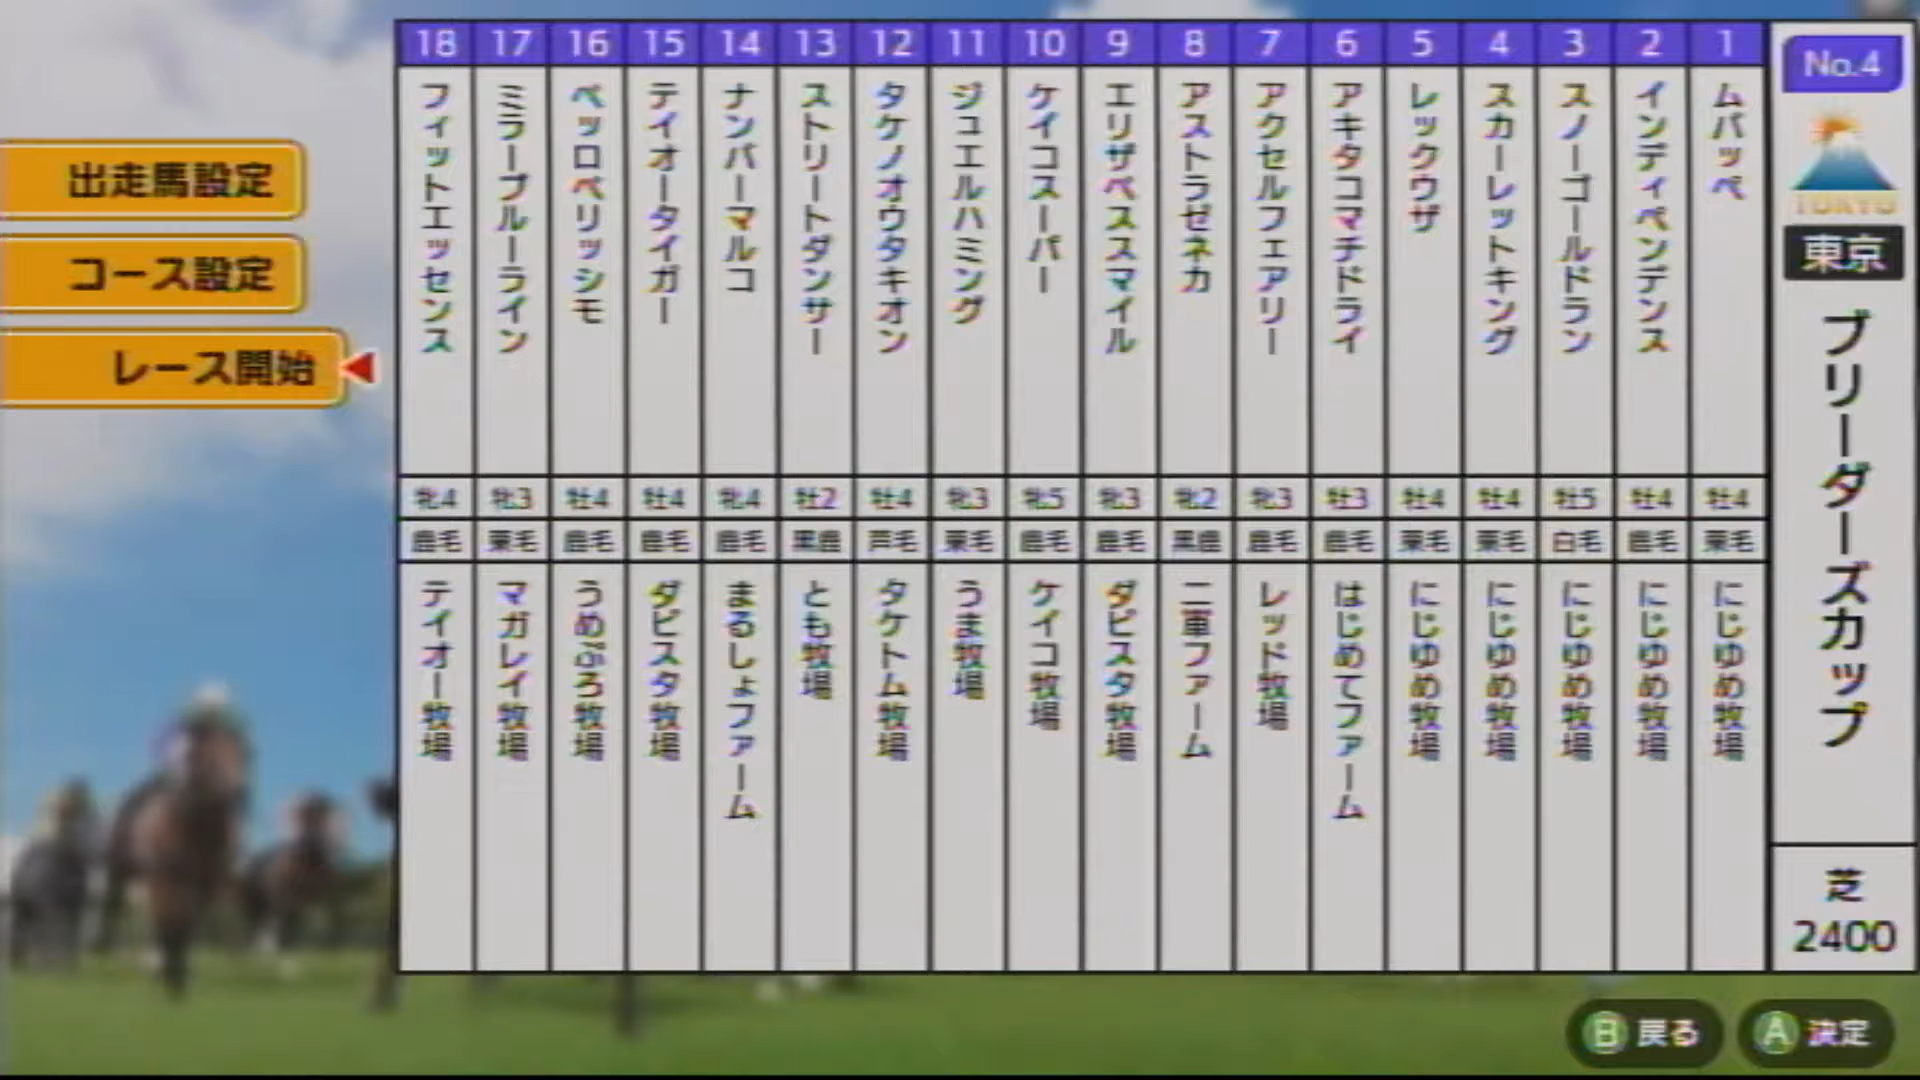 No.4
TOKYO
東京
ブリーダーズカップ
芝
2400
1
ムバッペ
牡4
栗毛
にじゆめ牧場
2
インディペンデンス
牡4
鹿毛
にじゆめ牧場
3
スノーゴールドラン
牡5
白毛
にじゆめ牧場
4
スカーレットキング
牡4
栗毛
にじゆめ牧場
5
レックウザ
牡4
栗毛
にじゆめ牧場
6
アキタコマチドライ
牡3
鹿毛
はじめてファーム
7
アクセルフェアリー
牝3
鹿毛
レッド牧場
8
アストラゼネカ
牝2
黒鹿
二車ファーム
9
エリザベススマイル
牝3
鹿毛
ダビスタ牧場
10
ケイコスーパー
牝5
鹿毛
ケイコ牧場
11
ジュエルハミング
牝3
栗毛
うま牧場
12
タケノオウタキオン
牡4
芦毛
タケトム牧場
13
ストリートダンサー
牡2
黒鹿
とも牧場
14
ナンバーマルコ
牝4
鹿毛
まるしょファーム
15
テイオータイガー
牡4
鹿毛
ダビスタ牧場
16
ペッロペリッシモ
牡4
鹿毛
うめぷろ牧場
17
ミラーブルーライン
牝3
栗毛
マガレイ牧場
18
フィットエッセンス
牝4
鹿毛
テイオー牧場
出走馬設定
コース設定
レース開始
B 戻る
A 決定